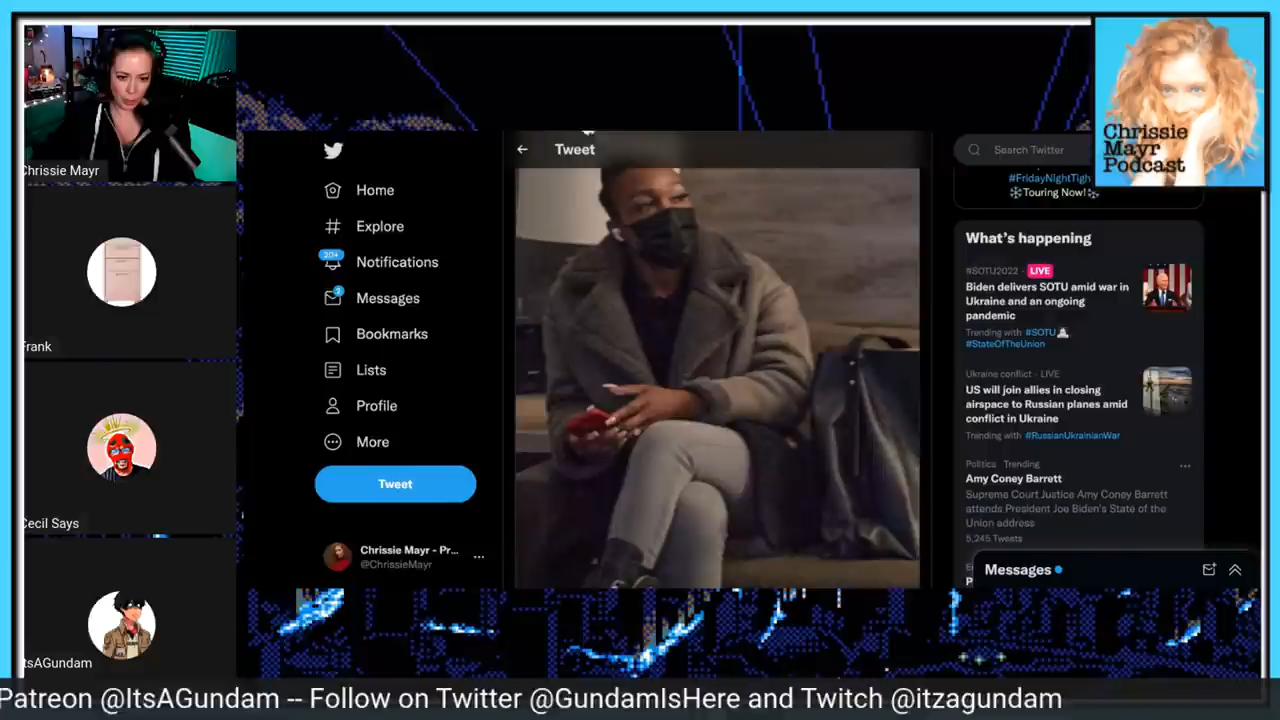 Chrissie Mayr
Frank
Cecil Says
tsAGundam
Home
Explore
20+
Notifications
2
Messages
Bookmarks
Lists
Profile
More
Tweet
Chrissie Mayr - Pr...
@ChrissieMayr
Tweet
Search Twitter
#FridayNightTigh
Touring Now!
What's happening
#SOTU2022 · LIVE
Biden delivers SOTU amid war in
Ukraine and an ongoing
pandemic
Trending with #SOTU
#StateOfTheUnion
Ukraine conflict · LIVE
US will join allies in closing
airspace to Russian planes amid
conflict in Ukraine
Trending with #RussianUkrainianWar
Politics · Trending
Amy Coney Barrett
Supreme Court Justice Amy Coney Barrett
attends President Joe Biden's State of the
Union address
5,245 Tweets
Messages
Chrissie
Mayr
Podcast
Patreon @ItsAGundam -- Follow on Twitter @GundamIsHere and Twitch @itzagundam